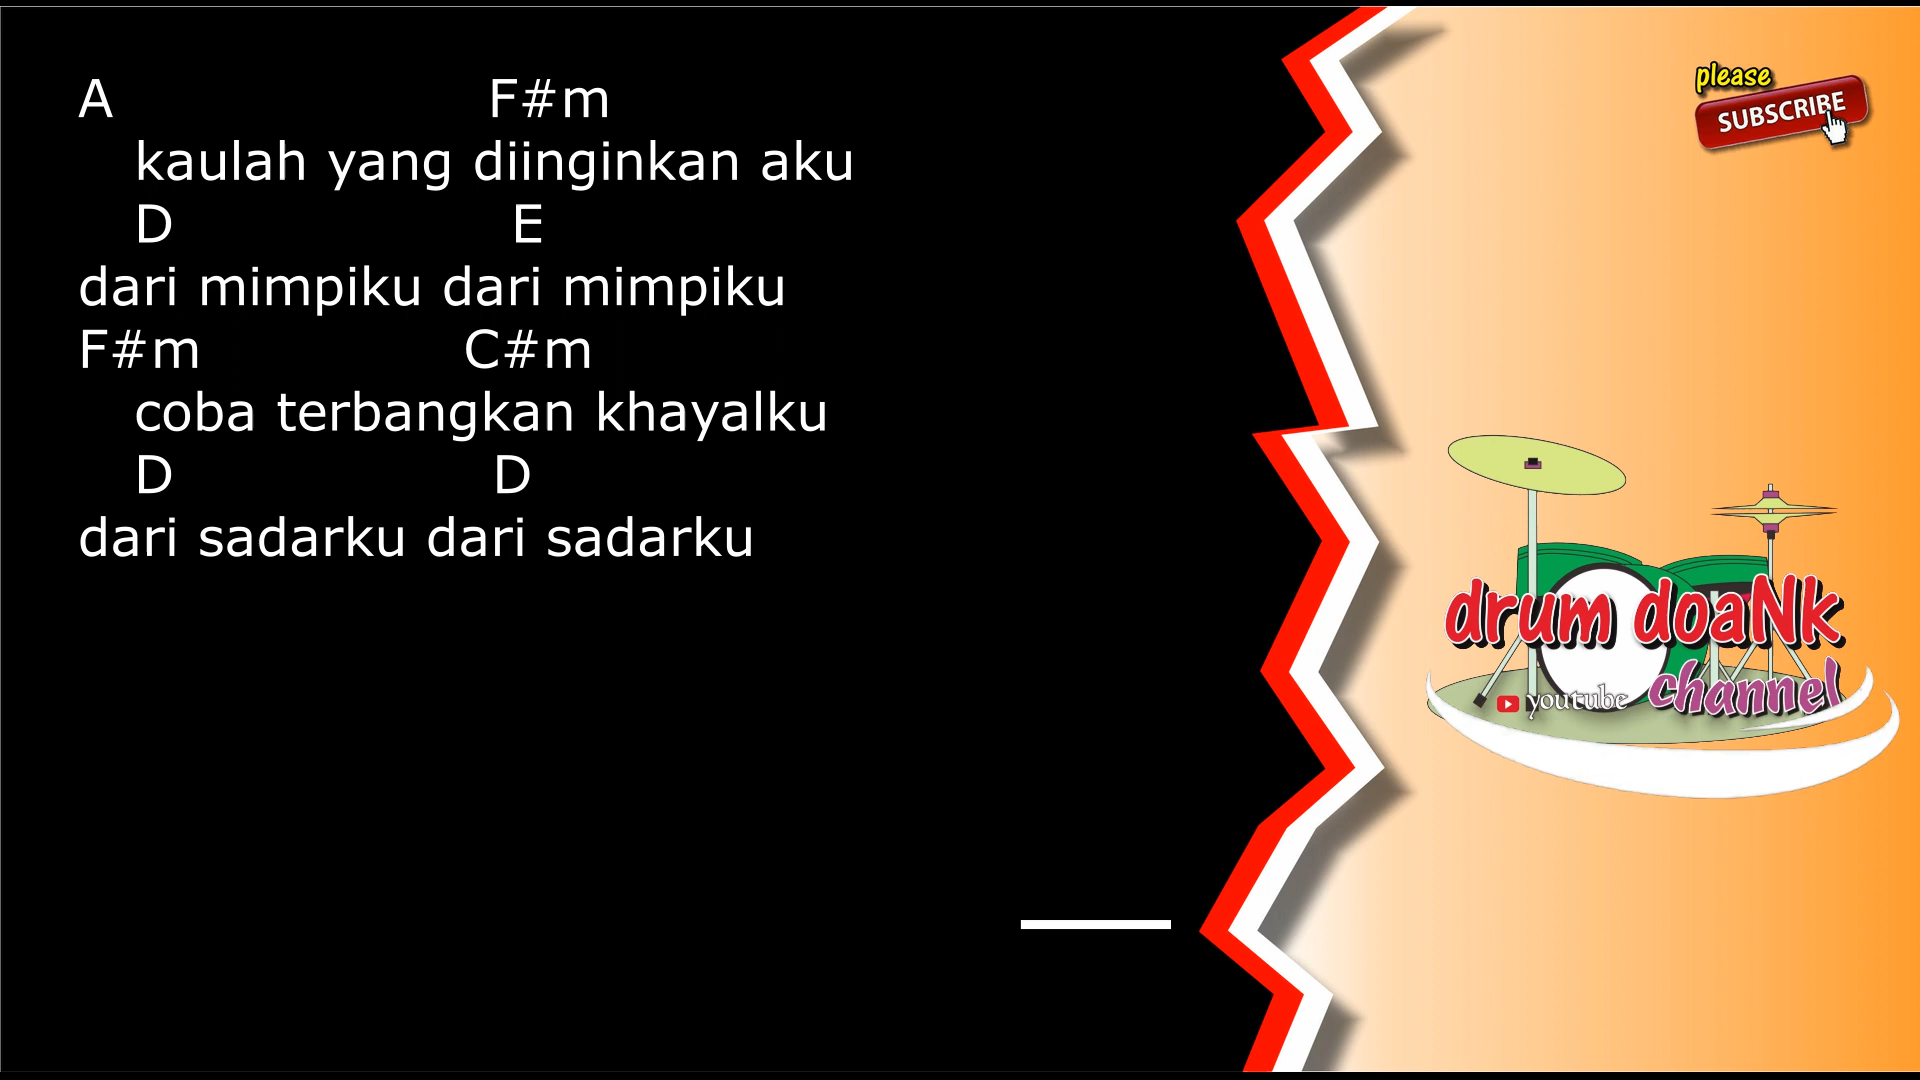 A F#m
kaulah yang diinginkan aku
D E
dari mimpiku dari mimpiku
F#m C#m
coba terbangkan khayalku
D D
dari sadarku dari sadarku
please
SUBSCRIBE
drum doaNk
youtube channel